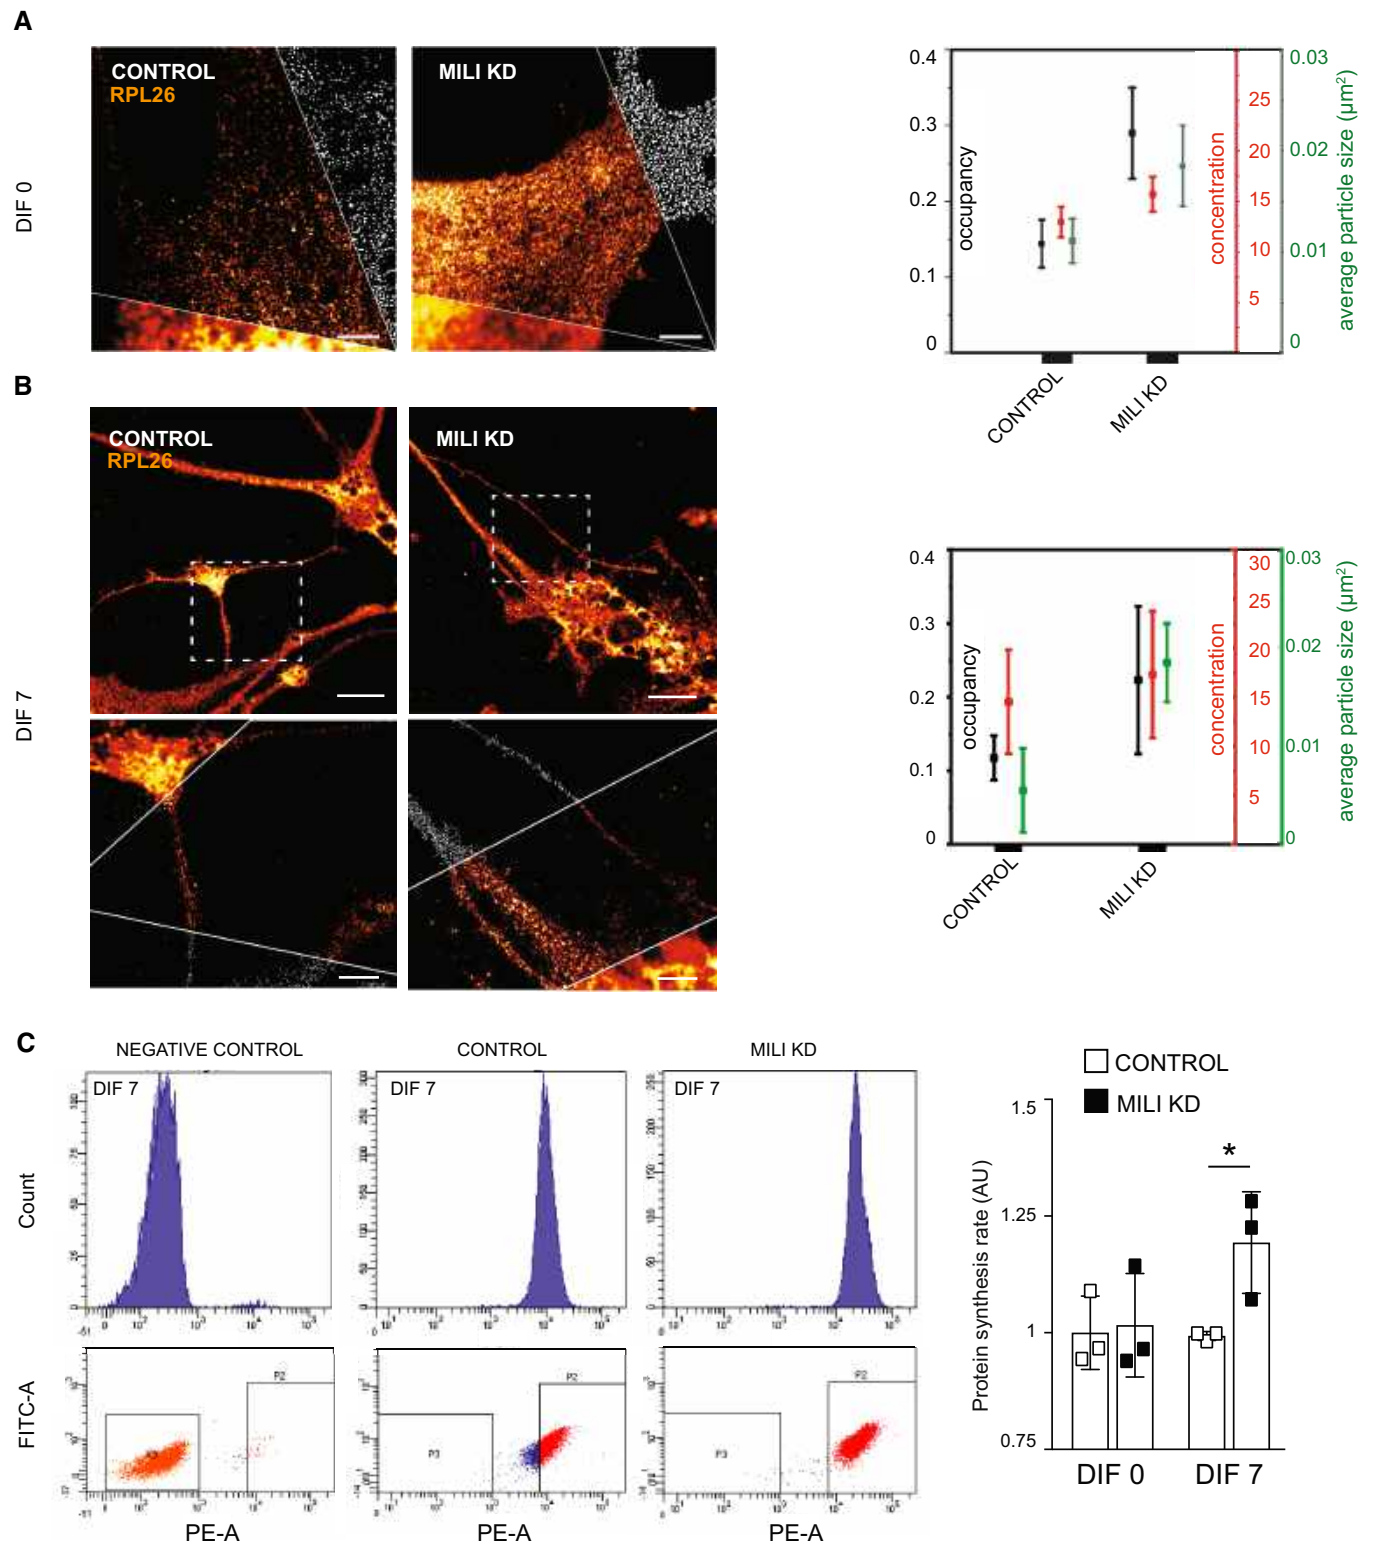 A
CONTROL
RPL26
MILI KD
DIF 0
0.4
0.3
0.2
0.1
0
occupancy
concentration
25
20
15
10
5
0.03
0.02
0.01
0
average particle size (µm²)
CONTROL
MILI KD
B
CONTROL
RPL26
MILI KD
DIF 7
0.4
0.3
0.2
0.1
0
occupancy
concentration
30
25
20
15
10
5
0.03
0.02
0.01
0
average particle size (µm²)
CONTROL
MILI KD
C
NEGATIVE CONTROL
CONTROL
MILI KD
DIF 7
DIF 7
DIF 7
Count
FITC-A
P2
P2
P3
P2
P3
PE-A
PE-A
PE-A
CONTROL
MILI KD
1.5
1.25
1
0.75
*
Protein synthesis rate (AU)
DIF 0
DIF 7